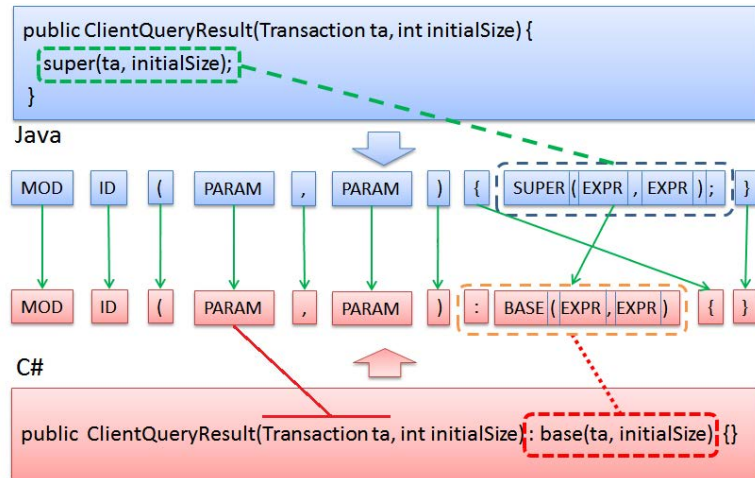 public ClientQueryResult(Transaction ta, int initialSize) {
super(ta, initialSize);
}
Java
MOD ID ( PARAM , PARAM ) { SUPER ( EXPR , EXPR ) ; }
MOD ID ( PARAM , PARAM ) : BASE ( EXPR , EXPR ) { }
C#
public ClientQueryResult(Transaction ta, int initialSize) : base(ta, initialSize) {}